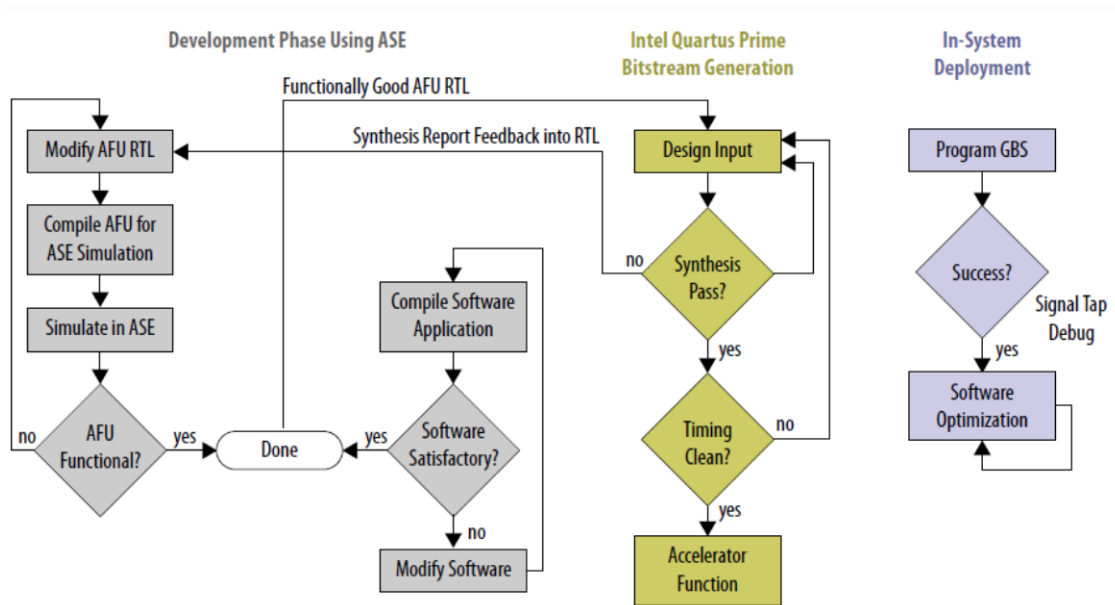 Development Phase Using ASE
Intel Quartus Prime
Bitstream Generation
In-System
Deployment
Functionally Good AFU RTL
Synthesis Report Feedback into RTL
Modify AFU RTL
Compile AFU for
ASE Simulation
Simulate in ASE
AFU
Functional?
no
yes
Done
Compile Software
Application
Software
Satisfactory?
yes
no
Modify Software
Design Input
Synthesis
Pass?
no
yes
Timing
Clean?
no
yes
Accelerator
Function
Program GBS
Success?
Signal Tap
Debug
yes
Software
Optimization